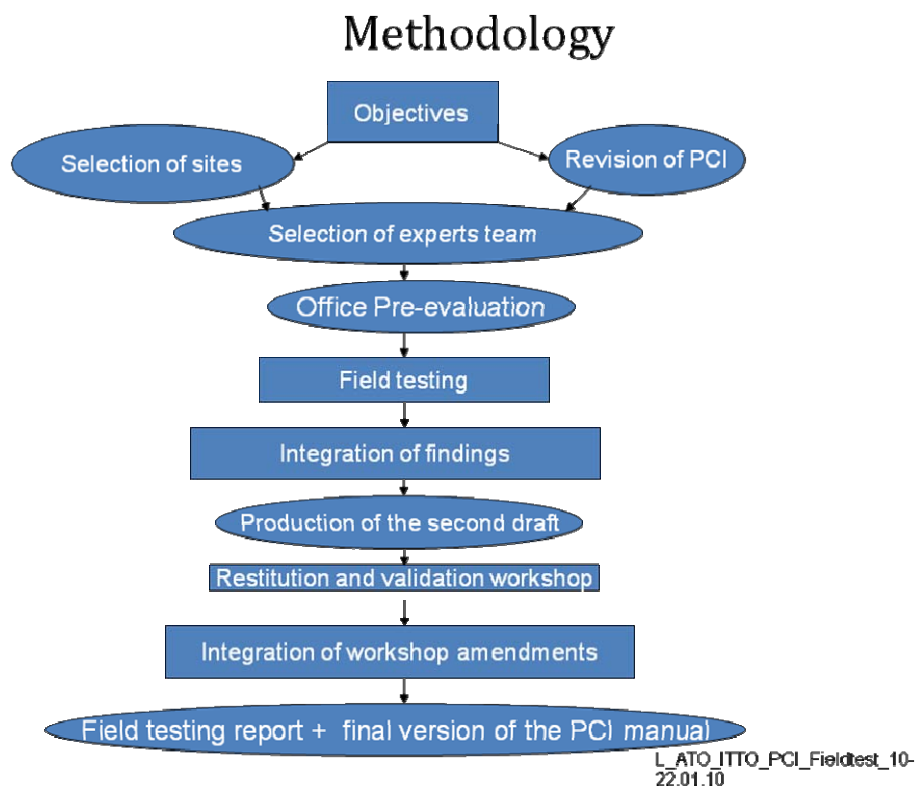 Methodology
Objectives
Selection of sites
Revision of PCI
Selection of experts team
Office Pre-evaluation
Field testing
Integration of findings
Production of the second draft
Restitution and validation workshop
Integration of workshop amendments
Field testing report + final version of the PCI manual
L_ATO_ITTO_PCI_Fieldtest_10-
22.01.10